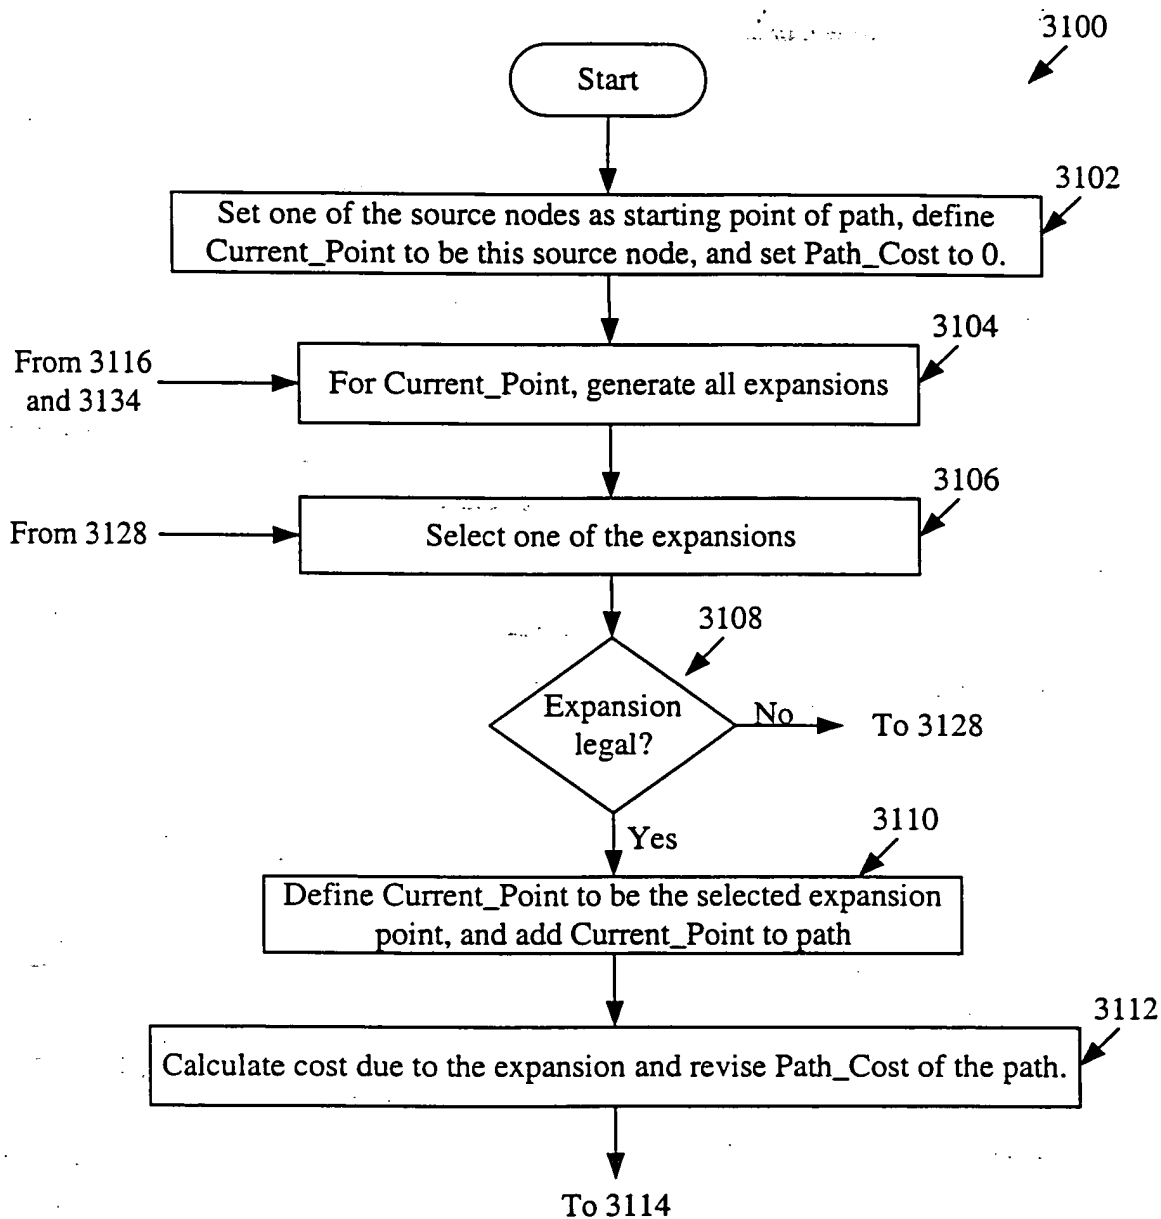 3100
Start
3102
Set one of the source nodes as starting point of path, define
Current_Point to be this source node, and set Path_Cost to 0.
3104
From 3116
and 3134
For Current_Point, generate all expansions
3106
From 3128
Select one of the expansions
3108
Expansion
legal?
No
To 3128
Yes
3110
Define Current_Point to be the selected expansion
point, and add Current_Point to path
3112
Calculate cost due to the expansion and revise Path_Cost of the path.
To 3114